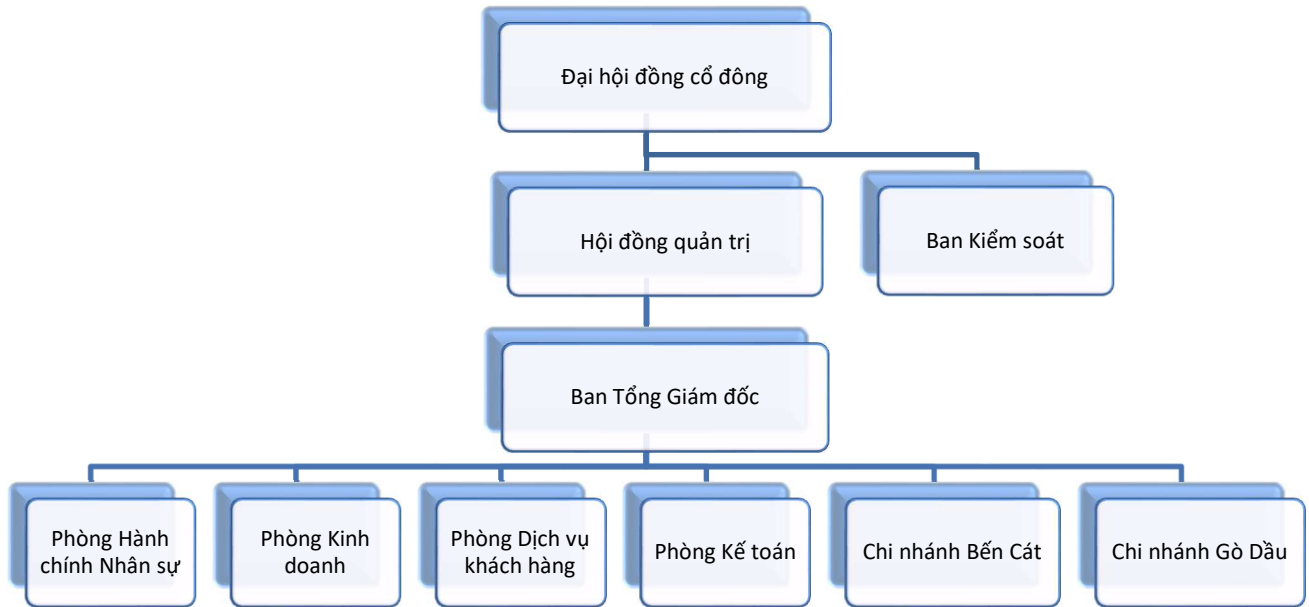 Đại hội đồng cổ đông
Hội đồng quản trị
Ban Kiểm soát
Ban Tổng Giám đốc
Phòng Hành
chính Nhân sự
Phòng Kinh
doanh
Phòng Dịch vụ
khách hàng
Phòng Kế toán
Chi nhánh Bến Cát
Chi nhánh Gò Dầu